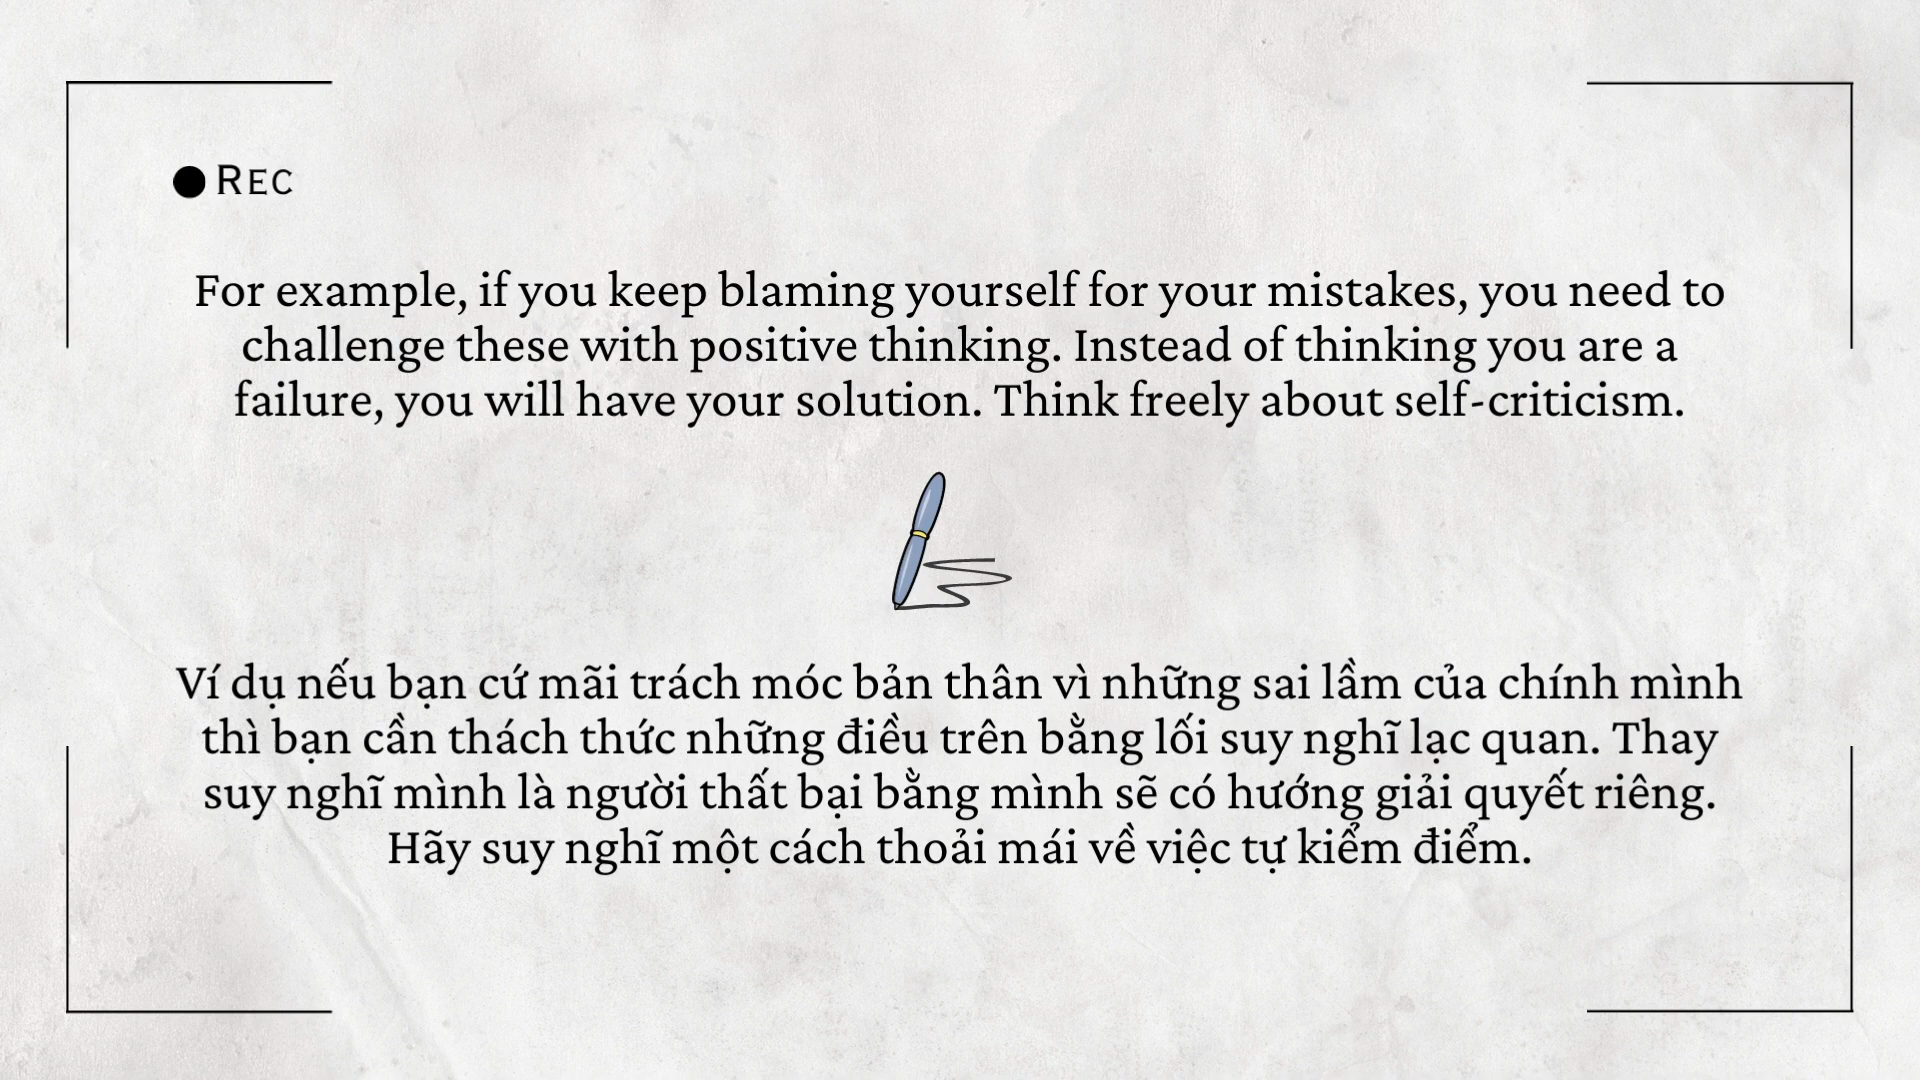 REC
For example, if you keep blaming yourself for your mistakes, you need to
challenge these with positive thinking. Instead of thinking you are a
failure, you will have your solution. Think freely about self-criticism.
Ví dụ nếu bạn cứ mãi trách móc bản thân vì những sai lầm của chính mình
thì bạn cần thách thức những điều trên bằng lối suy nghĩ lạc quan. Thay
suy nghĩ mình là người thất bại bằng mình sẽ có hướng giải quyết riêng.
Hãy suy nghĩ một cách thoải mái về việc tự kiểm điểm.